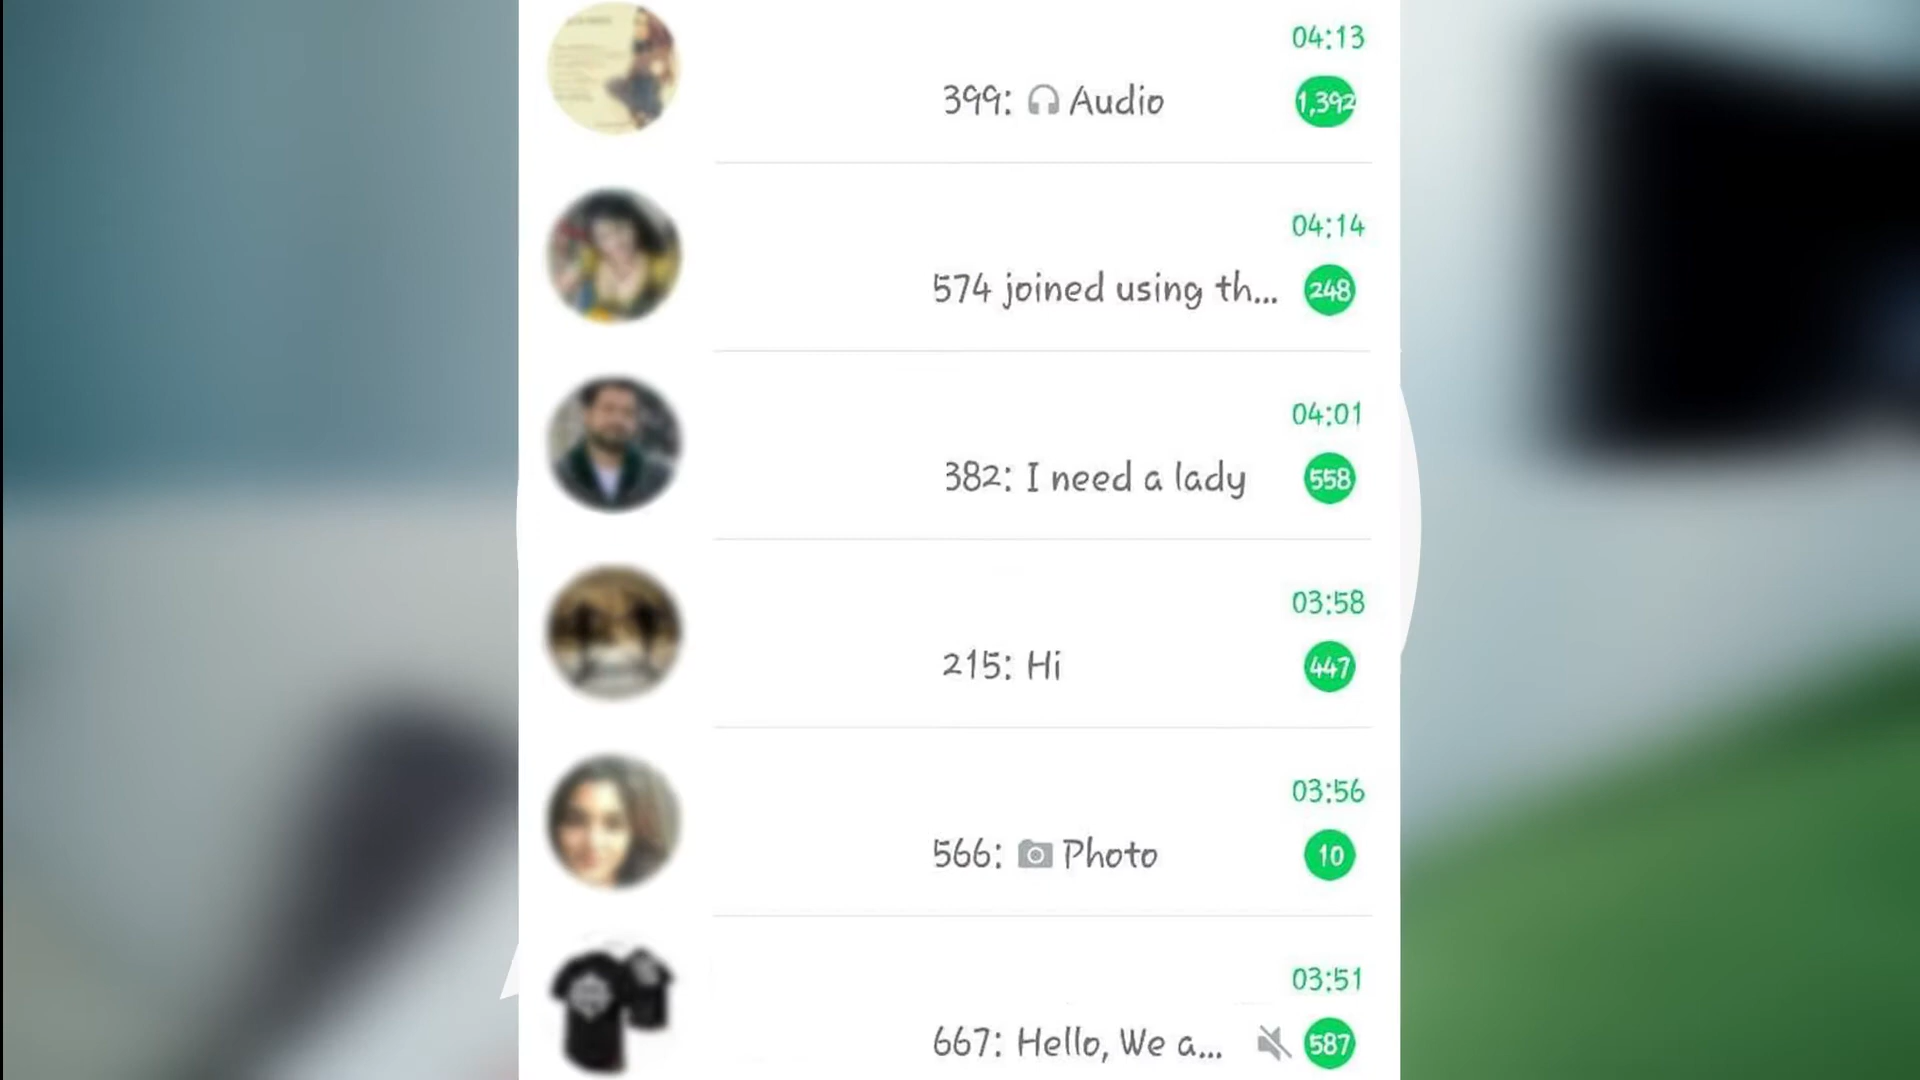 04:13
399: Audio
1,392
04:14
574 joined using th...
248
04:01
382: I need a lady
558
03:58
215: Hi
447
03:56
566: Photo
10
03:51
667: Hello, We a...
587